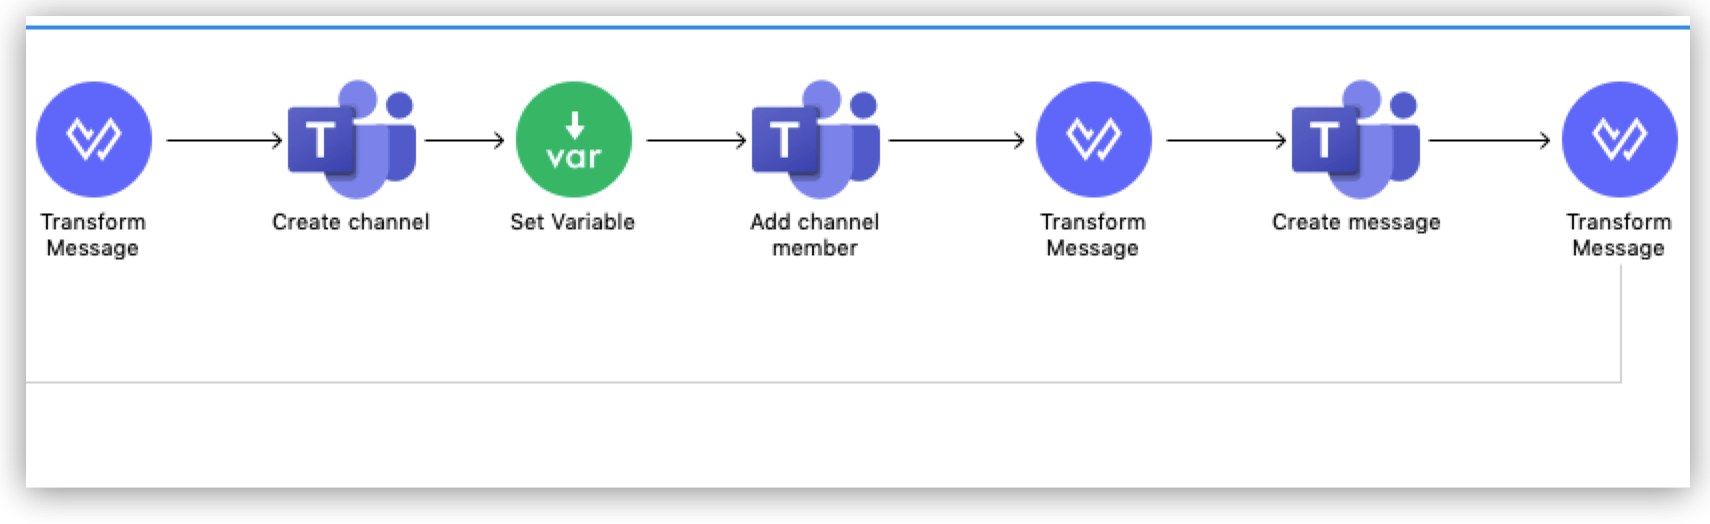 T
var
T
T
Transform
Message
Create channel
Set Variable
Add channel
member
Transform
Message
Create message
Transform
Message